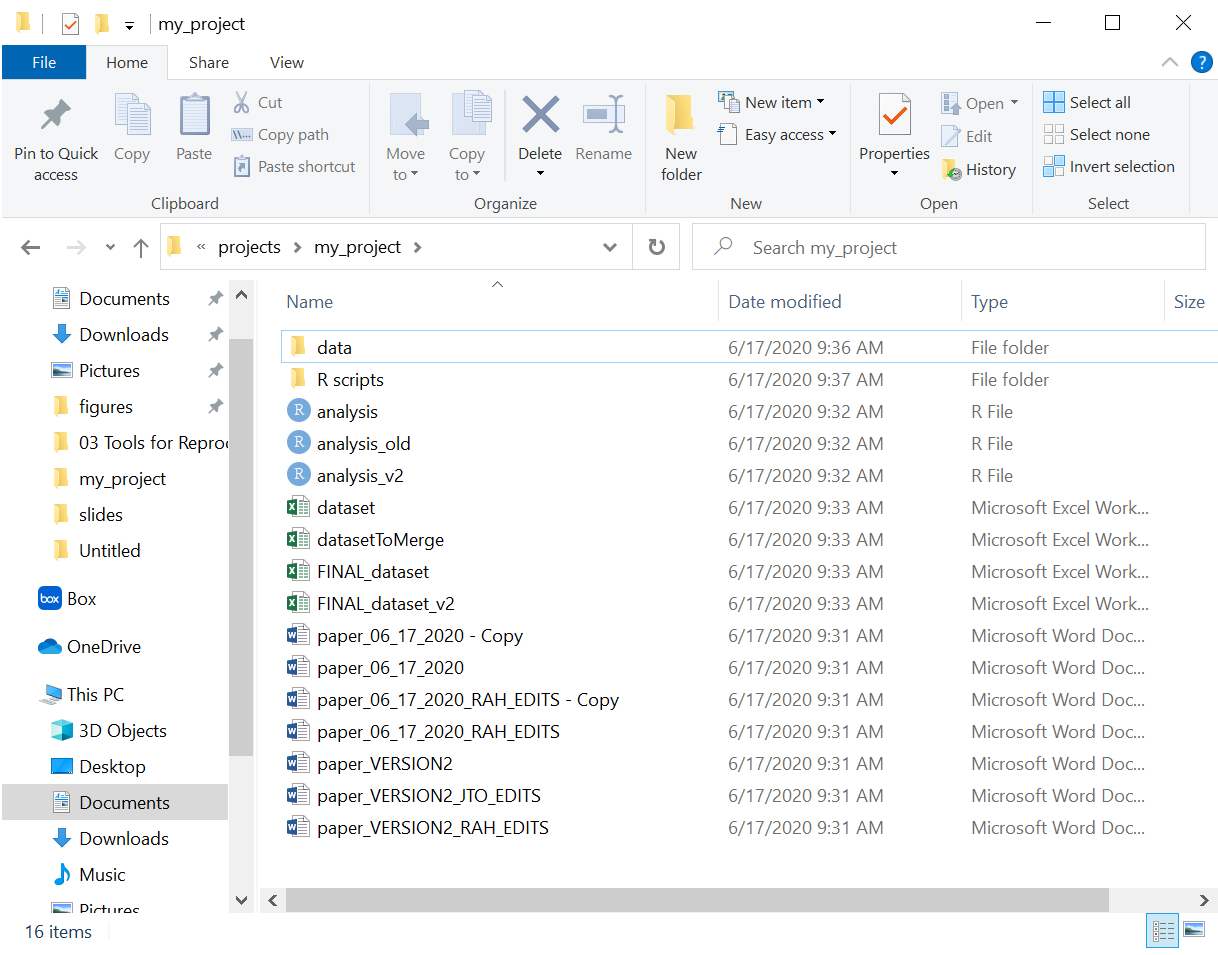 my_project
File Home Share View
?
Pin to Quick access
Copy
Paste
Cut
Copy path
Paste shortcut
Clipboard
Move to
Copy to
Delete
Rename
Organize
New folder
New item
Easy access
New
Properties
Open
Edit
History
Open
Select all
Select none
Invert selection
Select
« projects > my_project >
Search my_project
Documents
Downloads
Pictures
figures
03 Tools for Reprod
my_project
slides
Untitled
box Box
OneDrive
This PC
3D Objects
Desktop
Documents
Downloads
Music
Pictures
Name Date modified Type Size
data 6/17/2020 9:36 AM File folder
R scripts 6/17/2020 9:37 AM File folder
R analysis 6/17/2020 9:32 AM R File
R analysis_old 6/17/2020 9:32 AM R File
R analysis_v2 6/17/2020 9:32 AM R File
dataset 6/17/2020 9:33 AM Microsoft Excel Work...
datasetToMerge 6/17/2020 9:33 AM Microsoft Excel Work...
FINAL_dataset 6/17/2020 9:33 AM Microsoft Excel Work...
FINAL_dataset_v2 6/17/2020 9:33 AM Microsoft Excel Work...
paper_06_17_2020 - Copy 6/17/2020 9:31 AM Microsoft Word Doc...
paper_06_17_2020 6/17/2020 9:31 AM Microsoft Word Doc...
paper_06_17_2020_RAH_EDITS - Copy 6/17/2020 9:31 AM Microsoft Word Doc...
paper_06_17_2020_RAH_EDITS 6/17/2020 9:31 AM Microsoft Word Doc...
paper_VERSION2 6/17/2020 9:31 AM Microsoft Word Doc...
paper_VERSION2_JTO_EDITS 6/17/2020 9:31 AM Microsoft Word Doc...
paper_VERSION2_RAH_EDITS 6/17/2020 9:31 AM Microsoft Word Doc...
16 items